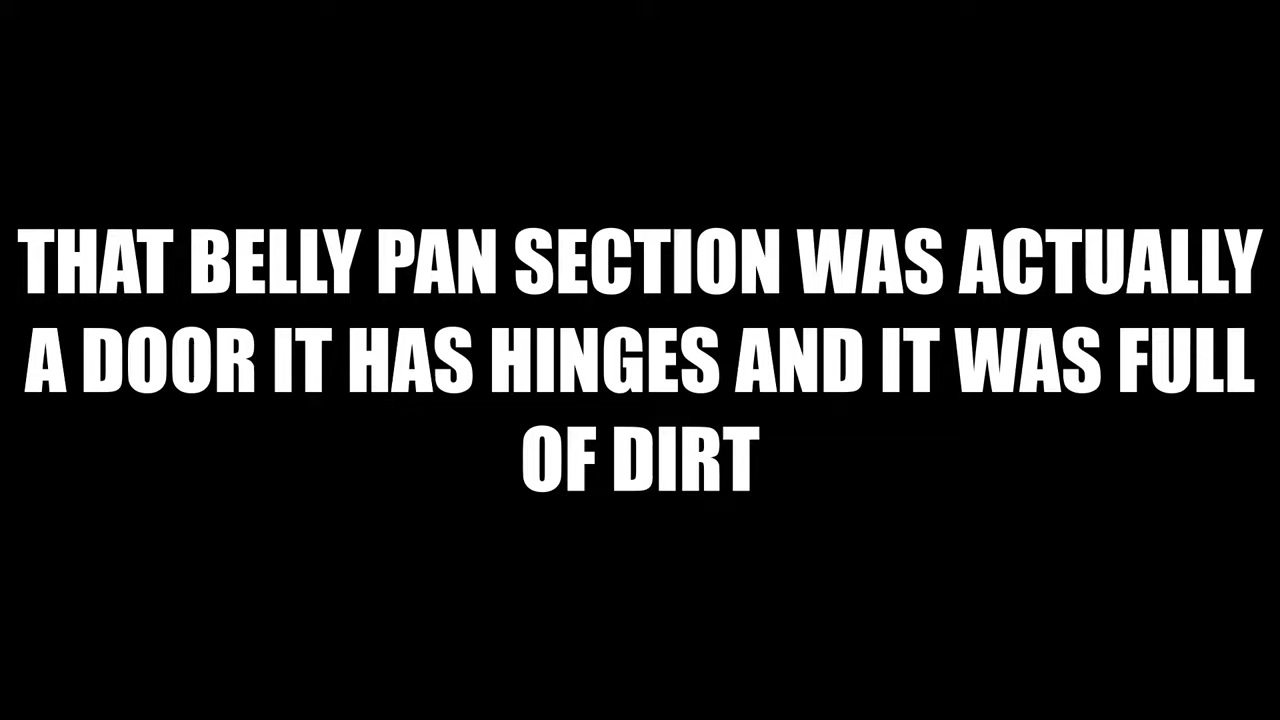 THAT BELLY PAN SECTION WAS ACTUALLY
A DOOR IT HAS HINGES AND IT WAS FULL
OF DIRT